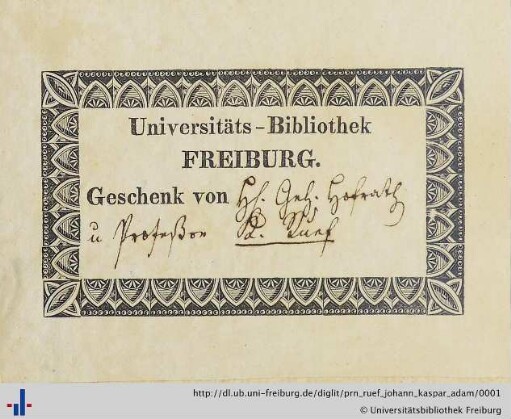 Universitäts-Bibliothek
FREIBURG.
Geschenk von H. Geh. Hofrath
u. Professor Ruef
http://dl.ub.uni-freiburg.de/diglit/prn_ruef_johann_kaspar_adam/0001
© Universitätsbibliothek Freiburg